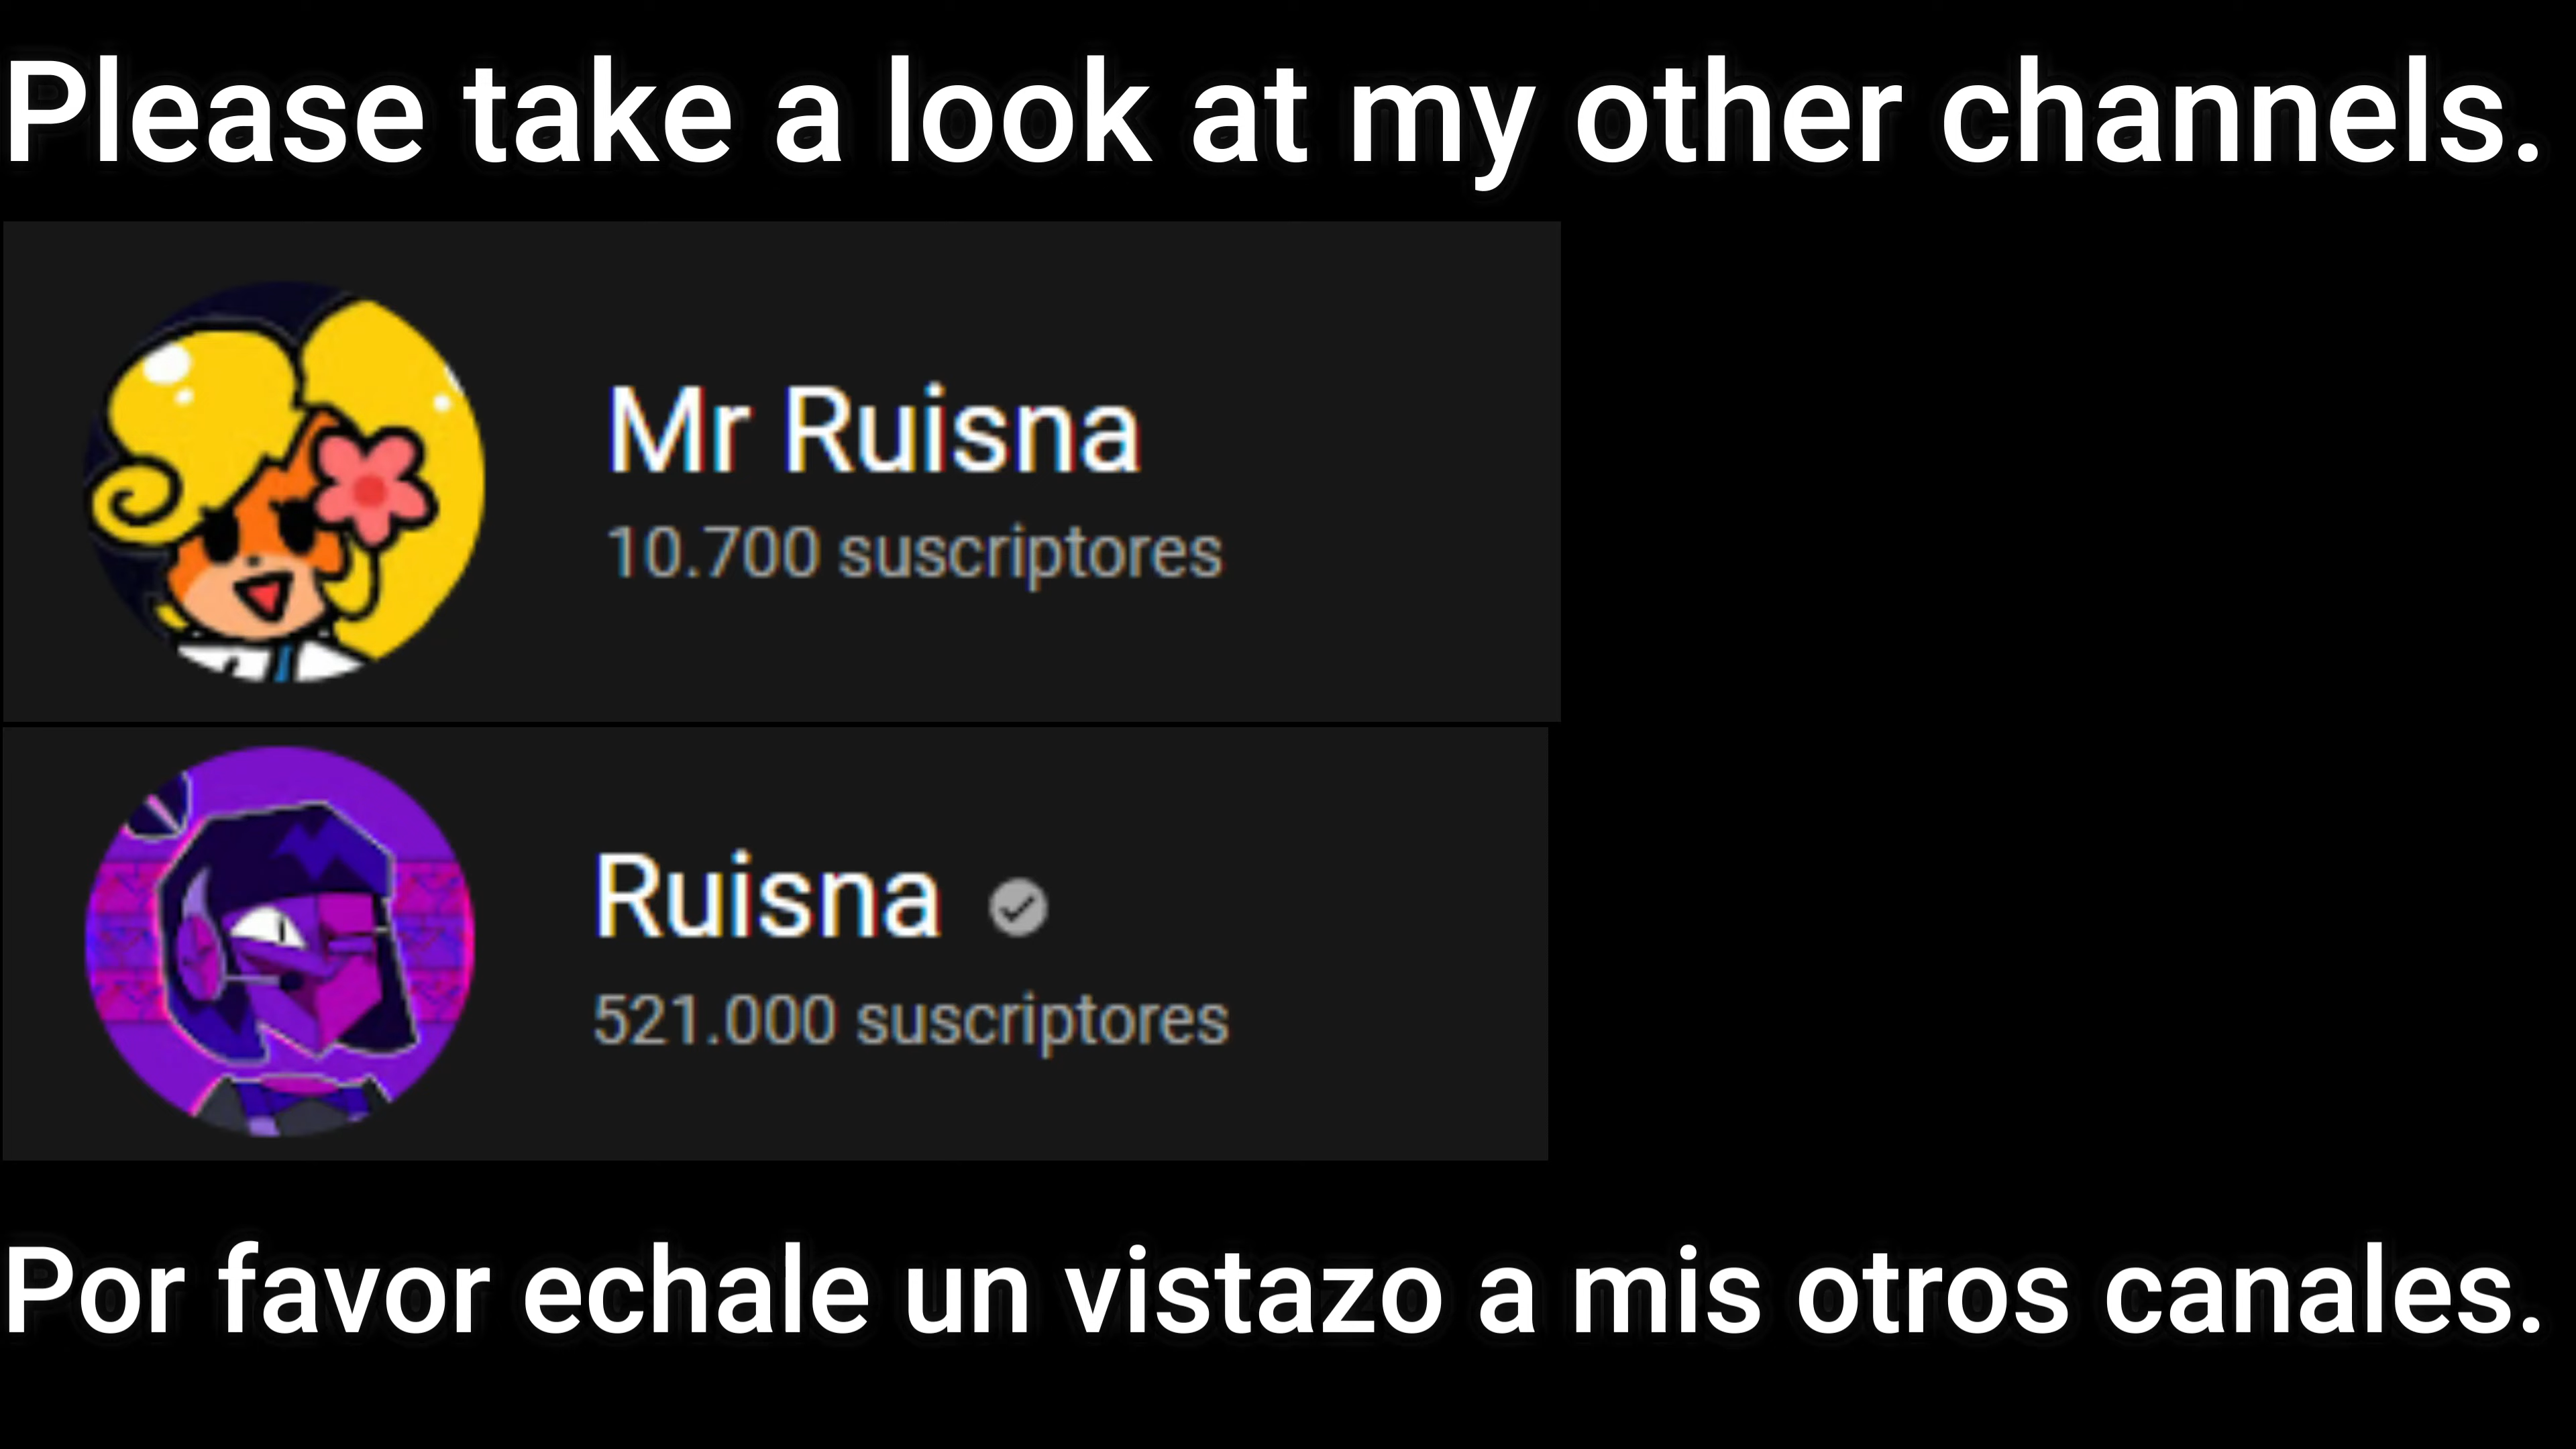 Please take a look at my other channels.
Mr Ruisna
10.700 suscriptores
Ruisna
521.000 suscriptores
Por favor echale un vistazo a mis otros canales.